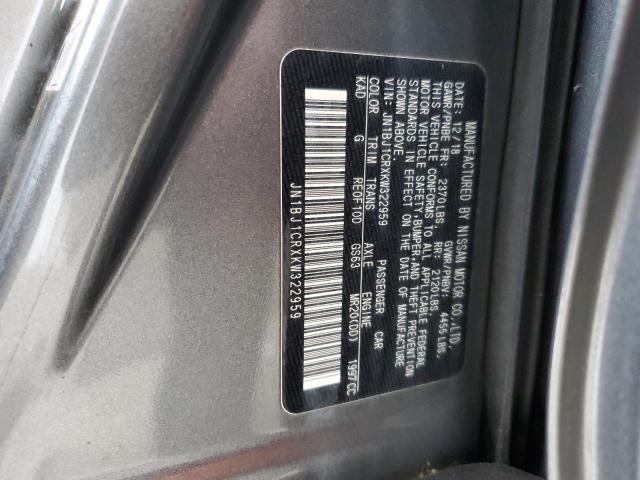 MANUFACTURED BY NISSAN MOTOR CO.,LTD.
DATE: 12/18 GVWR/PNBV: 4455 LBS.
GAWR/PNBE FR: 2370 LBS. RR: 2120 LBS.
THIS VEHICLE CONFORMS TO ALL APPLICABLE FEDERAL
MOTOR VEHICLE SAFETY,BUMPER,AND THEFT PREVENTION
STANDARDS IN EFFECT ON THE DATE OF MANUFACTURE
SHOWN ABOVE.
VIN: JN1BJ1CRXKW322959 PASSENGER CAR
COLOR TRIM TRANS AXLE ENGINE
KAD G RE0F10D GS63 MR20(DD) 1997CC
JN1BJ1CRXKW322959